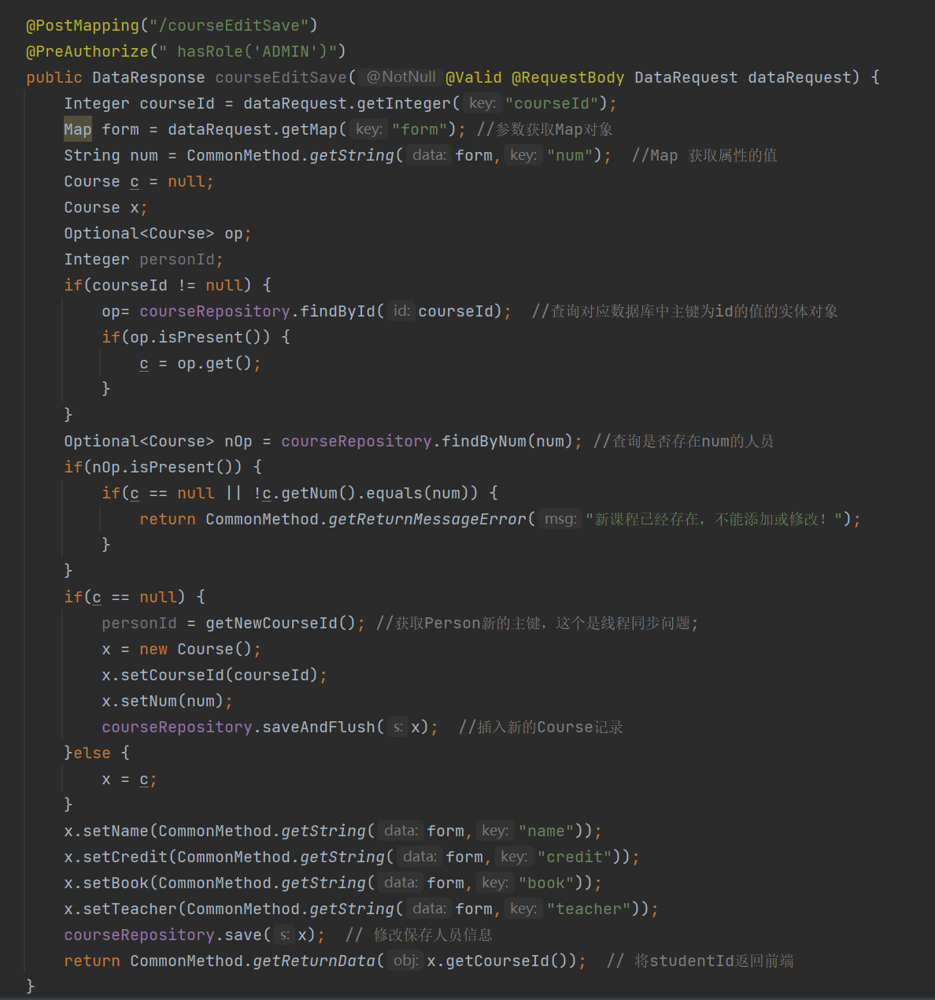 @PostMapping("/courseEditSave")
@PreAuthorize(" hasRole('ADMIN')")
public DataResponse courseEditSave( @NotNull @Valid @RequestBody DataRequest dataRequest) {
Integer courseId = dataRequest.getInteger( key: "courseId");
Map form = dataRequest.getMap( key: "form"); //参数获取Map对象
String num = CommonMethod.getString( data: form, key: "num");  //Map 获取属性的值
Course c = null;
Course x;
Optional<Course> op;
Integer personId;
if(courseId != null) {
op= courseRepository.findById( id: courseId);  //查询对应数据库中主键为id的值的实体对象
if(op.isPresent()) {
c = op.get();
}
}
Optional<Course> nOp = courseRepository.findByNum(num); //查询是否存在num的人员
if(nOp.isPresent()) {
if(c == null || !c.getNum().equals(num)) {
return CommonMethod.getReturnMessageError( msg: "新课程已经存在，不能添加或修改！");
}
}
if(c == null) {
personId = getNewCourseId(); //获取Person新的主键，这个是线程同步问题;
x = new Course();
x.setCourseId(courseId);
x.setNum(num);
courseRepository.saveAndFlush( s: x);  //插入新的Course记录
}else {
x = c;
}
x.setName(CommonMethod.getString( data: form, key: "name"));
x.setCredit(CommonMethod.getString( data: form, key: "credit"));
x.setBook(CommonMethod.getString( data: form, key: "book"));
x.setTeacher(CommonMethod.getString( data: form, key: "teacher"));
courseRepository.save( s: x);  // 修改保存人员信息
return CommonMethod.getReturnData( obj: x.getCourseId());  // 将studentId返回前端
}